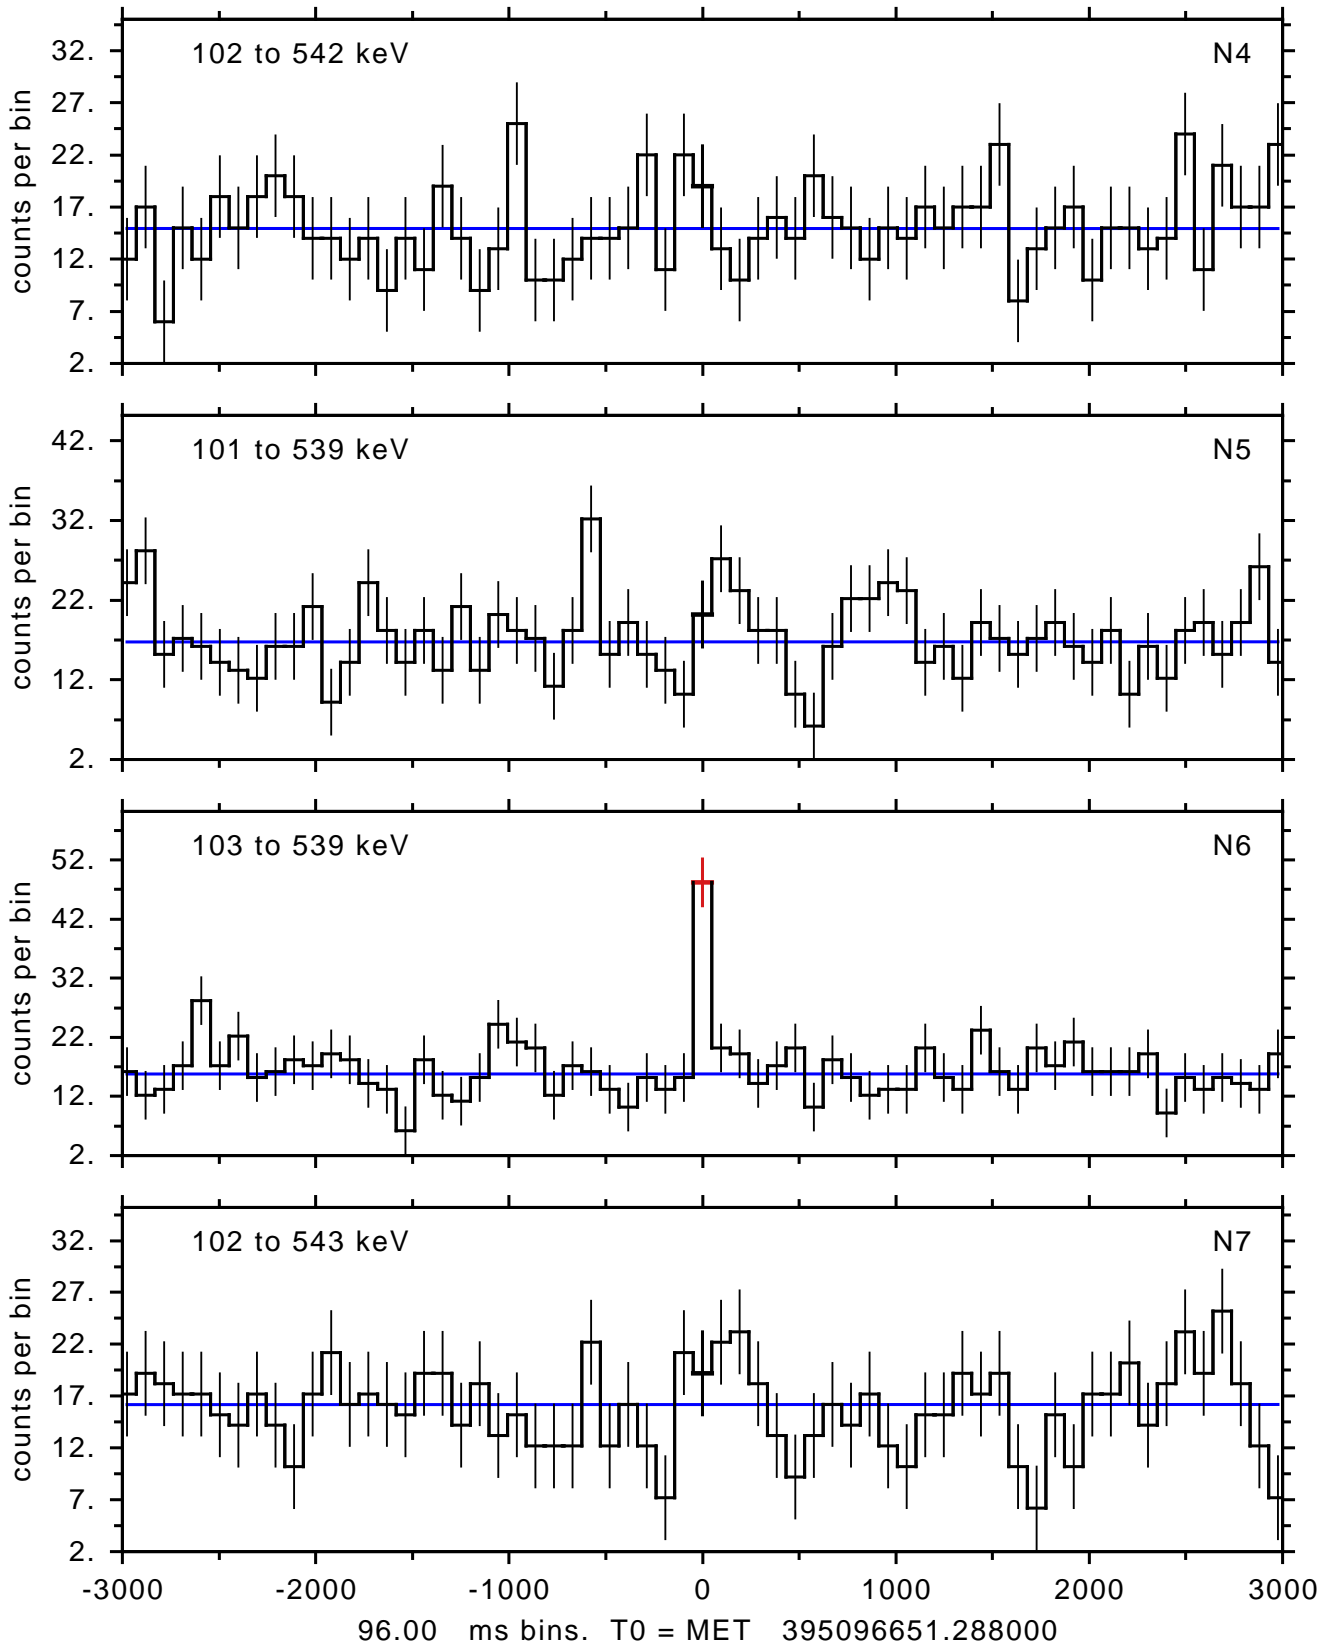 102 to 542 keV N4
counts per bin
32.
27.
22.
17.
12.
7.
2.
101 to 539 keV N5
counts per bin
42.
32.
22.
12.
2.
103 to 539 keV N6
counts per bin
52.
42.
32.
22.
12.
2.
102 to 543 keV N7
counts per bin
32.
27.
22.
17.
12.
7.
2.
-3000 -2000 -1000 0 1000 2000 3000
96.00 ms bins. T0 = MET 395096651.288000